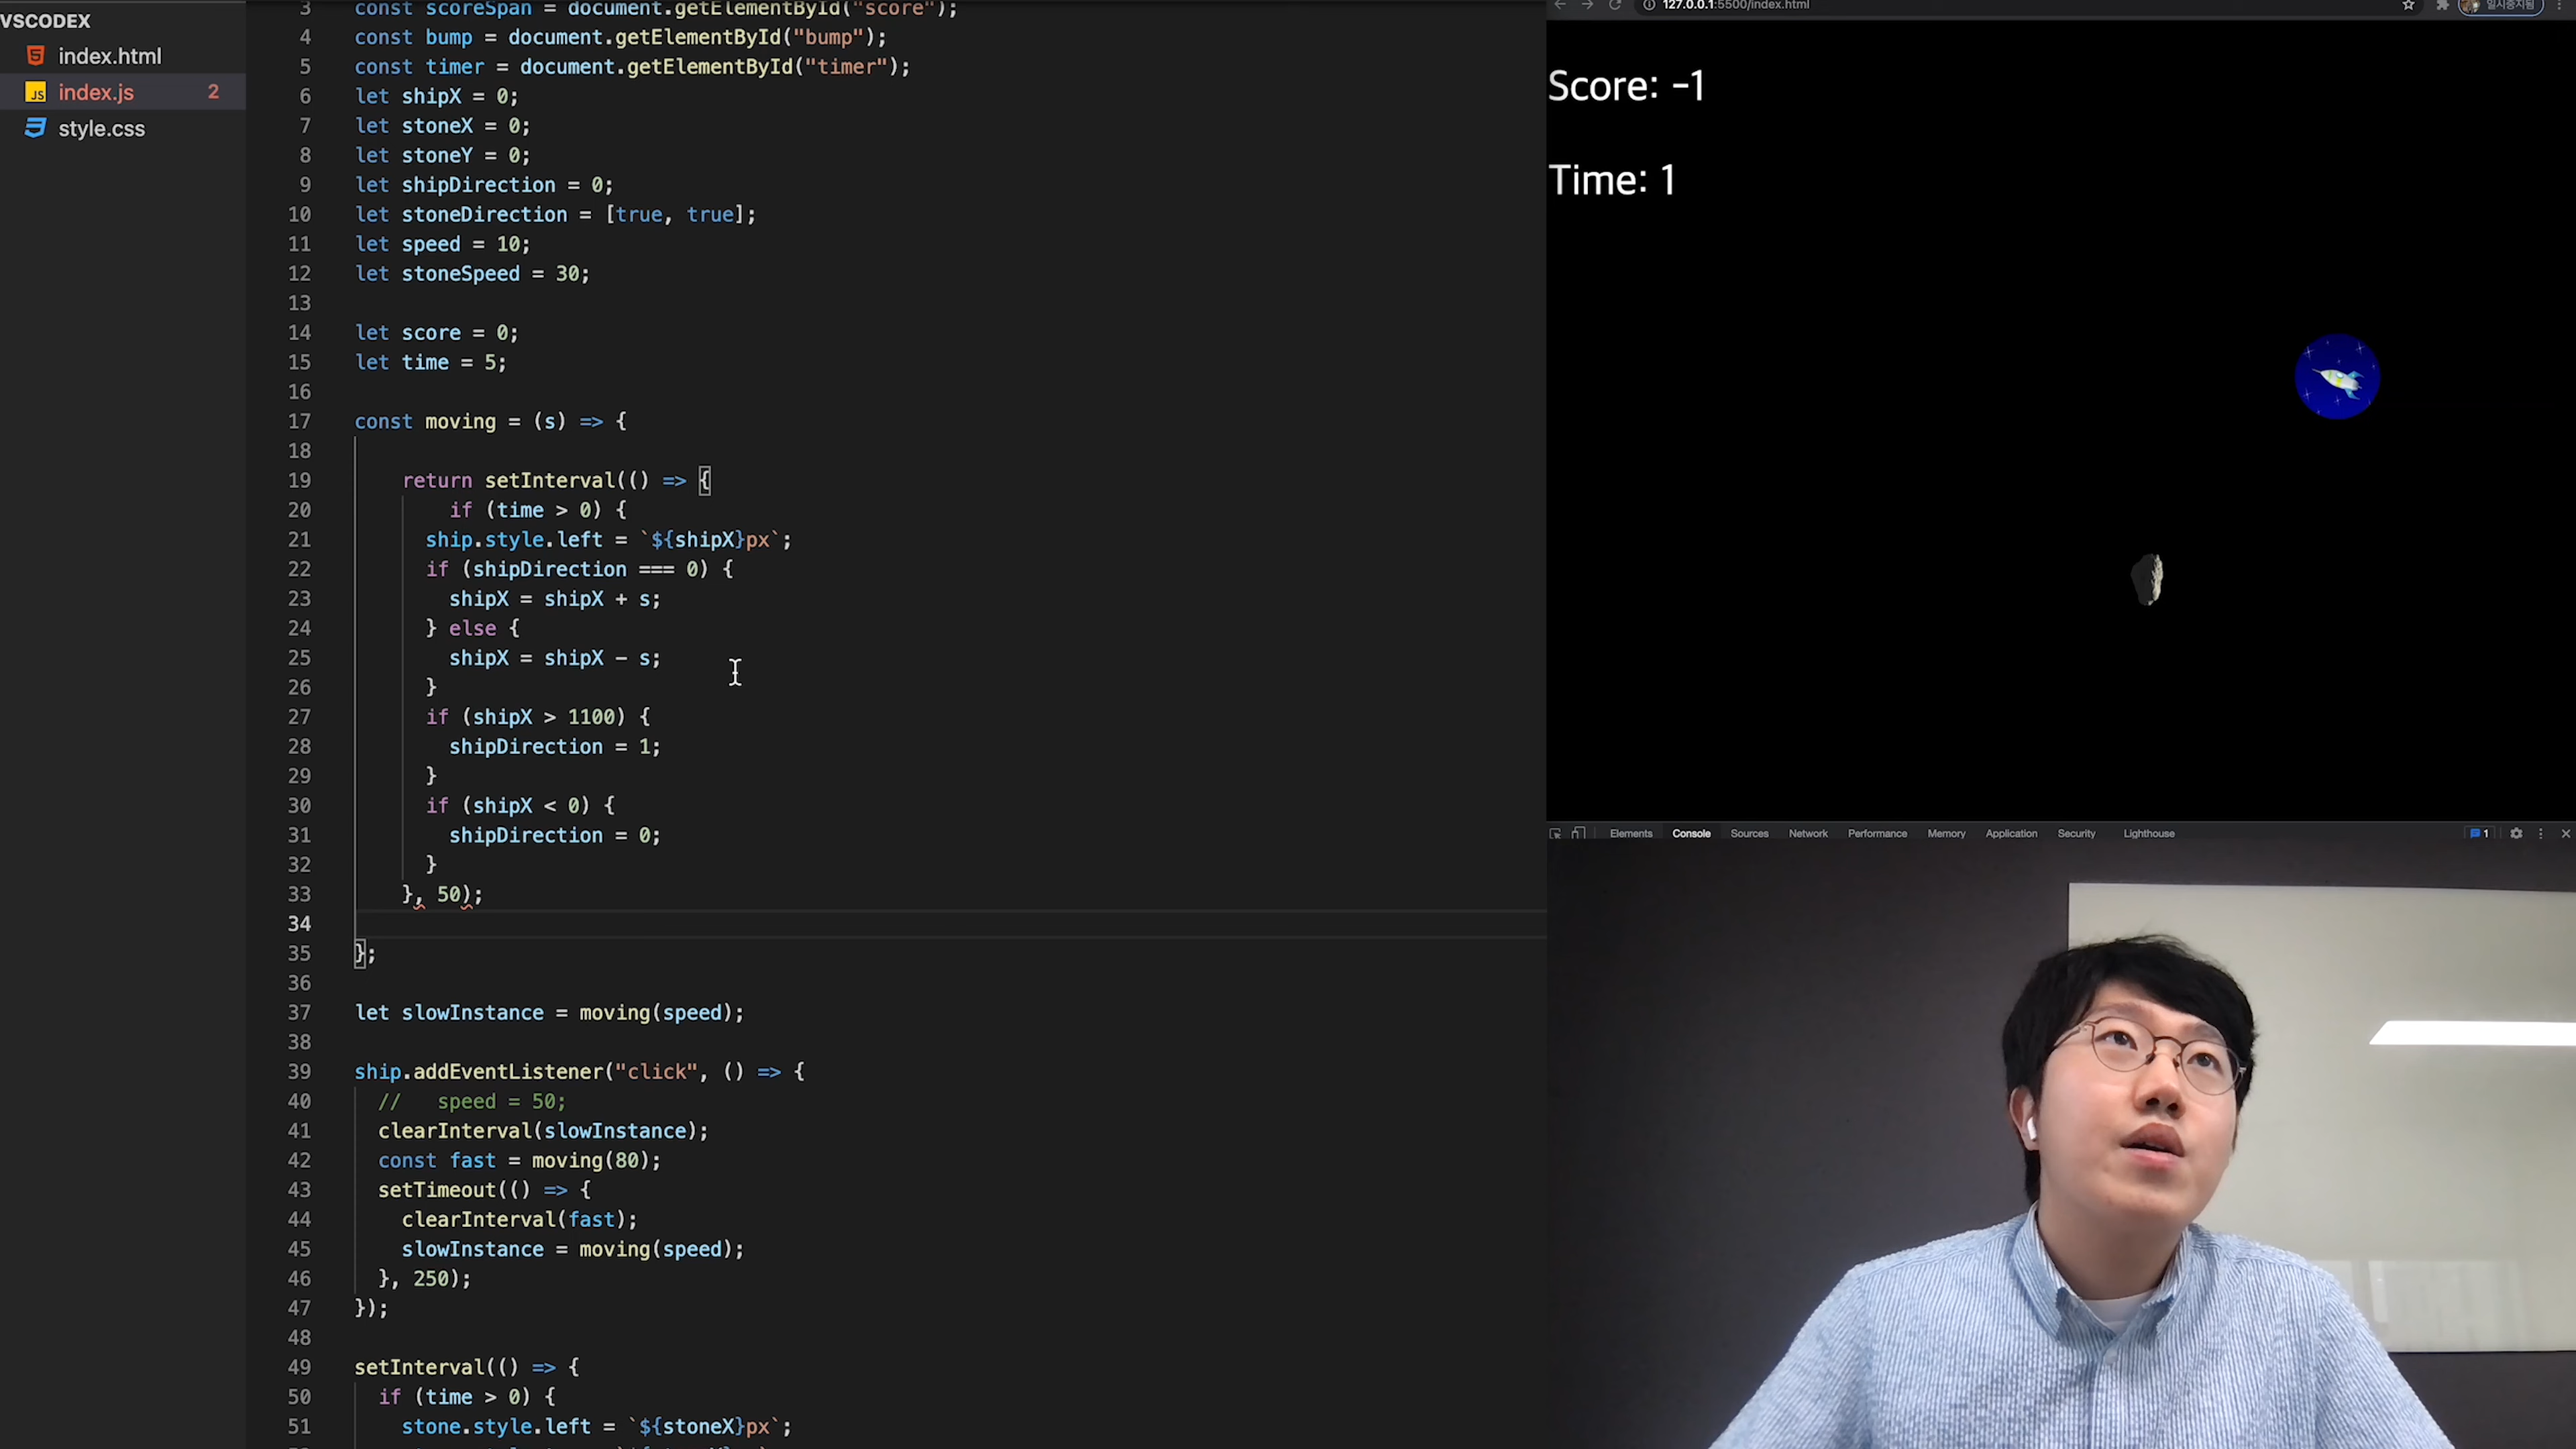 VSCODEX
index.html
index.js 2
style.css
3 const scoreSpan = document.getElementById("score");
4 const bump = document.getElementById("bump");
5 const timer = document.getElementById("timer");
6 let shipX = 0;
7 let stoneX = 0;
8 let stoneY = 0;
9 let shipDirection = 0;
10 let stoneDirection = [true, true];
11 let speed = 10;
12 let stoneSpeed = 30;
13
14 let score = 0;
15 let time = 5;
16
17 const moving = (s) => {
18
19 return setInterval(() => {
20 if (time > 0) {
21 ship.style.left = `${shipX}px`;
22 if (shipDirection === 0) {
23 shipX = shipX + s;
24 } else {
25 shipX = shipX - s;
26 }
27 if (shipX > 1100) {
28 shipDirection = 1;
29 }
30 if (shipX < 0) {
31 shipDirection = 0;
32 }
33 }, 50);
34
35 };
36
37 let slowInstance = moving(speed);
38
39 ship.addEventListener("click", () => {
40 // speed = 50;
41 clearInterval(slowInstance);
42 const fast = moving(80);
43 setTimeout(() => {
44 clearInterval(fast);
45 slowInstance = moving(speed);
46 }, 250);
47 });
48
49 setInterval(() => {
50 if (time > 0) {
51 stone.style.left = `${stoneX}px`;
127.0.0.1:5500/index.html
일시중지됨
Score: -1
Time: 1
Elements Console Sources Network Performance Memory Application Security Lighthouse 1